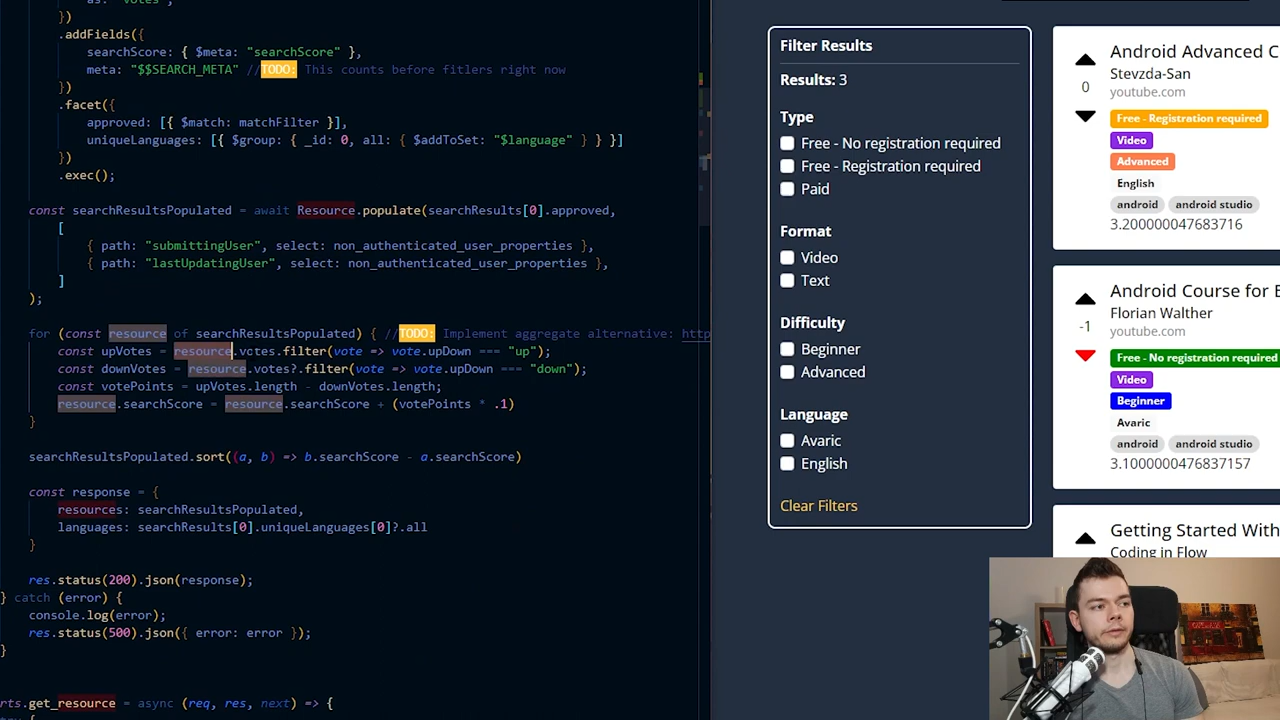 as: "votes",
})
.addFields({
searchScore: { $meta: "searchScore" },
meta: "$$SEARCH_META" //TODO: This counts before fitlers right now
})
.facet({
approved: [{ $match: matchFilter }],
uniqueLanguages: [{ $group: { _id: 0, all: { $addToSet: "$language" } } }]
})
.exec();
const searchResultsPopulated = await Resource.populate(searchResults[0].approved,
[
{ path: "submittingUser", select: non_authenticated_user_properties },
{ path: "lastUpdatingUser", select: non_authenticated_user_properties },
]
);
for (const resource of searchResultsPopulated) { //TODO: Implement aggregate alternative: http
const upVotes = resource.votes.filter(vote => vote.upDown === "up");
const downVotes = resource.votes?.filter(vote => vote.upDown === "down");
const votePoints = upVotes.length - downVotes.length;
resource.searchScore = resource.searchScore + (votePoints * .1)
}
searchResultsPopulated.sort((a, b) => b.searchScore - a.searchScore)
const response = {
resources: searchResultsPopulated,
languages: searchResults[0].uniqueLanguages[0]?.all
}
res.status(200).json(response);
} catch (error) {
console.log(error);
res.status(500).json({ error: error });
}
rts.get_resource = async (req, res, next) => {
Filter Results
Results: 3
Type
Free - No registration required
Free - Registration required
Paid
Format
Video
Text
Difficulty
Beginner
Advanced
Language
Avaric
English
Clear Filters
Android Advanced C
Stevzda-San
0
youtube.com
Free - Registration required
Video
Advanced
English
android android studio
3.200000047683716
Android Course for B
Florian Walther
-1
youtube.com
Free - No registration required
Video
Beginner
Avaric
android android studio
3.1000000476837157
Getting Started With
Coding in Flow